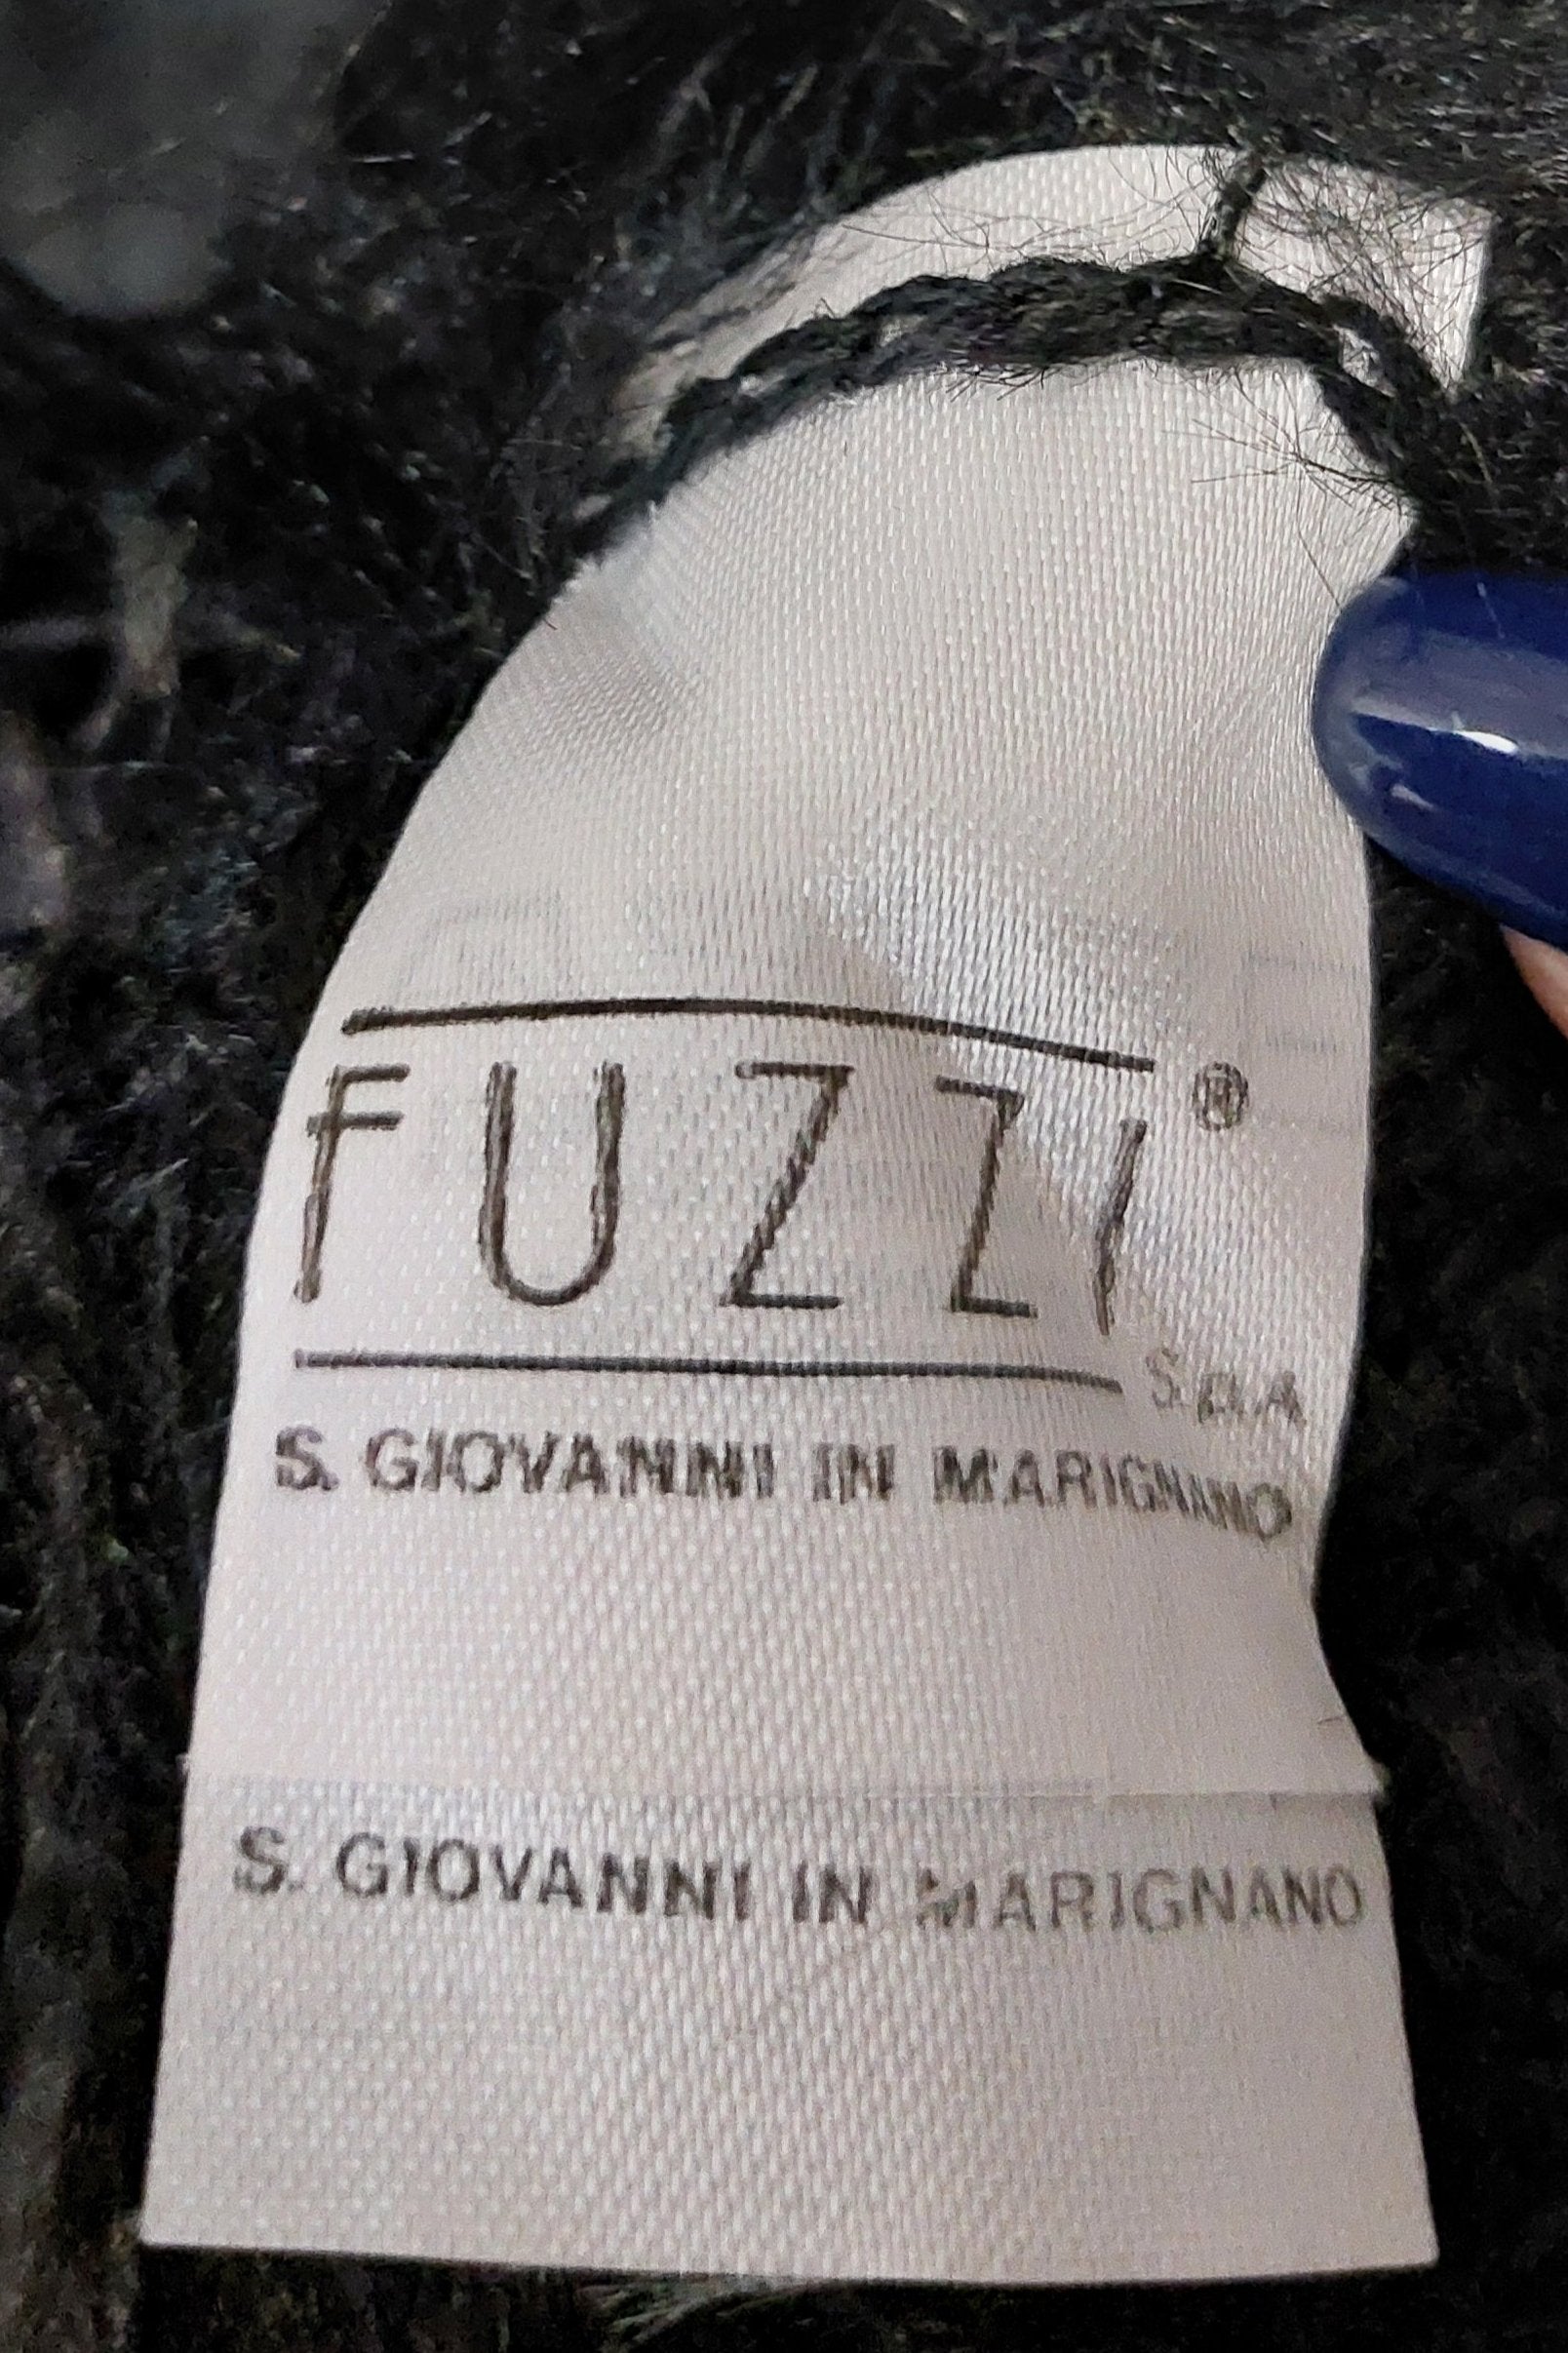 FUZZI®
S.p.A
S. GIOVANNI IN MARIGNANO
S. GIOVANNI IN MARIGNANO